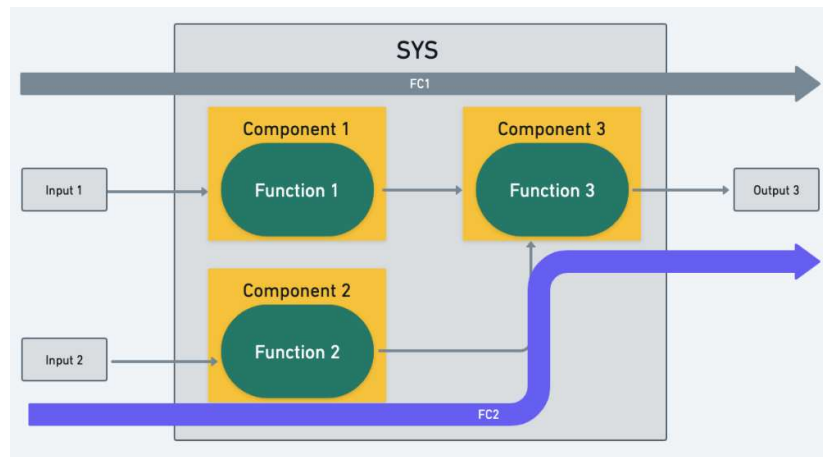 SYS
FC1
Component 1
Component 3
Input 1
Function 1
Function 3
Output 3
Component 2
Input 2
Function 2
FC2